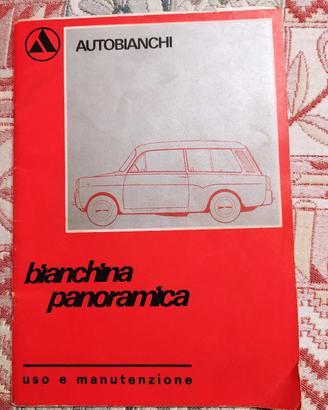 AUTOBIANCHI
bianchina
panoramica
uso e manutenzione